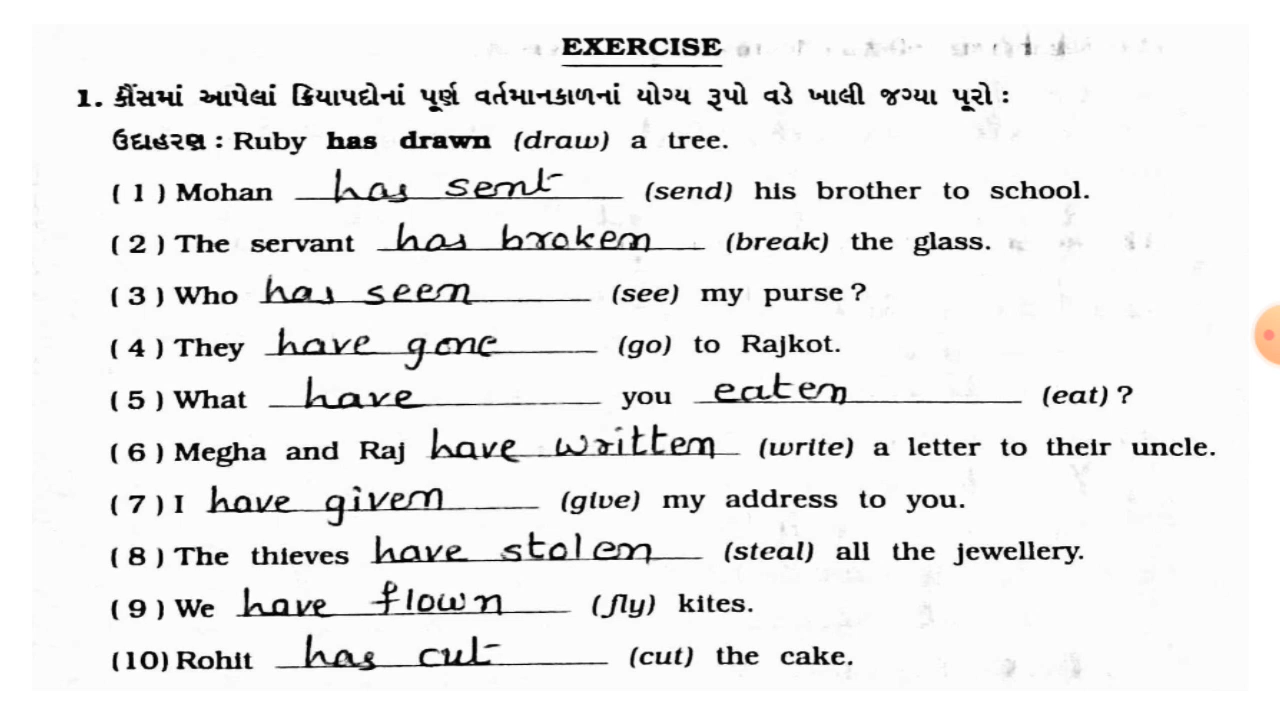 EXERCISE
1. કૌંસમાં આપેલાં ક્રિયાપદોનાં પૂર્ણ વર્તમાનકાળનાં યોગ્ય રૂપો વડે ખાલી જગ્યા પૂરો :
ઉદાહરણ : Ruby has drawn (draw) a tree.
( 1 ) Mohan has sent (send) his brother to school.
( 2 ) The servant has broken (break) the glass.
( 3 ) Who has seen (see) my purse ?
( 4 ) They have gone (go) to Rajkot.
( 5 ) What have you eaten (eat) ?
( 6 ) Megha and Raj have written (write) a letter to their uncle.
( 7 ) I have given (give) my address to you.
( 8 ) The thieves have stolen (steal) all the jewellery.
( 9 ) We have flown (fly) kites.
(10) Rohit has cut (cut) the cake.